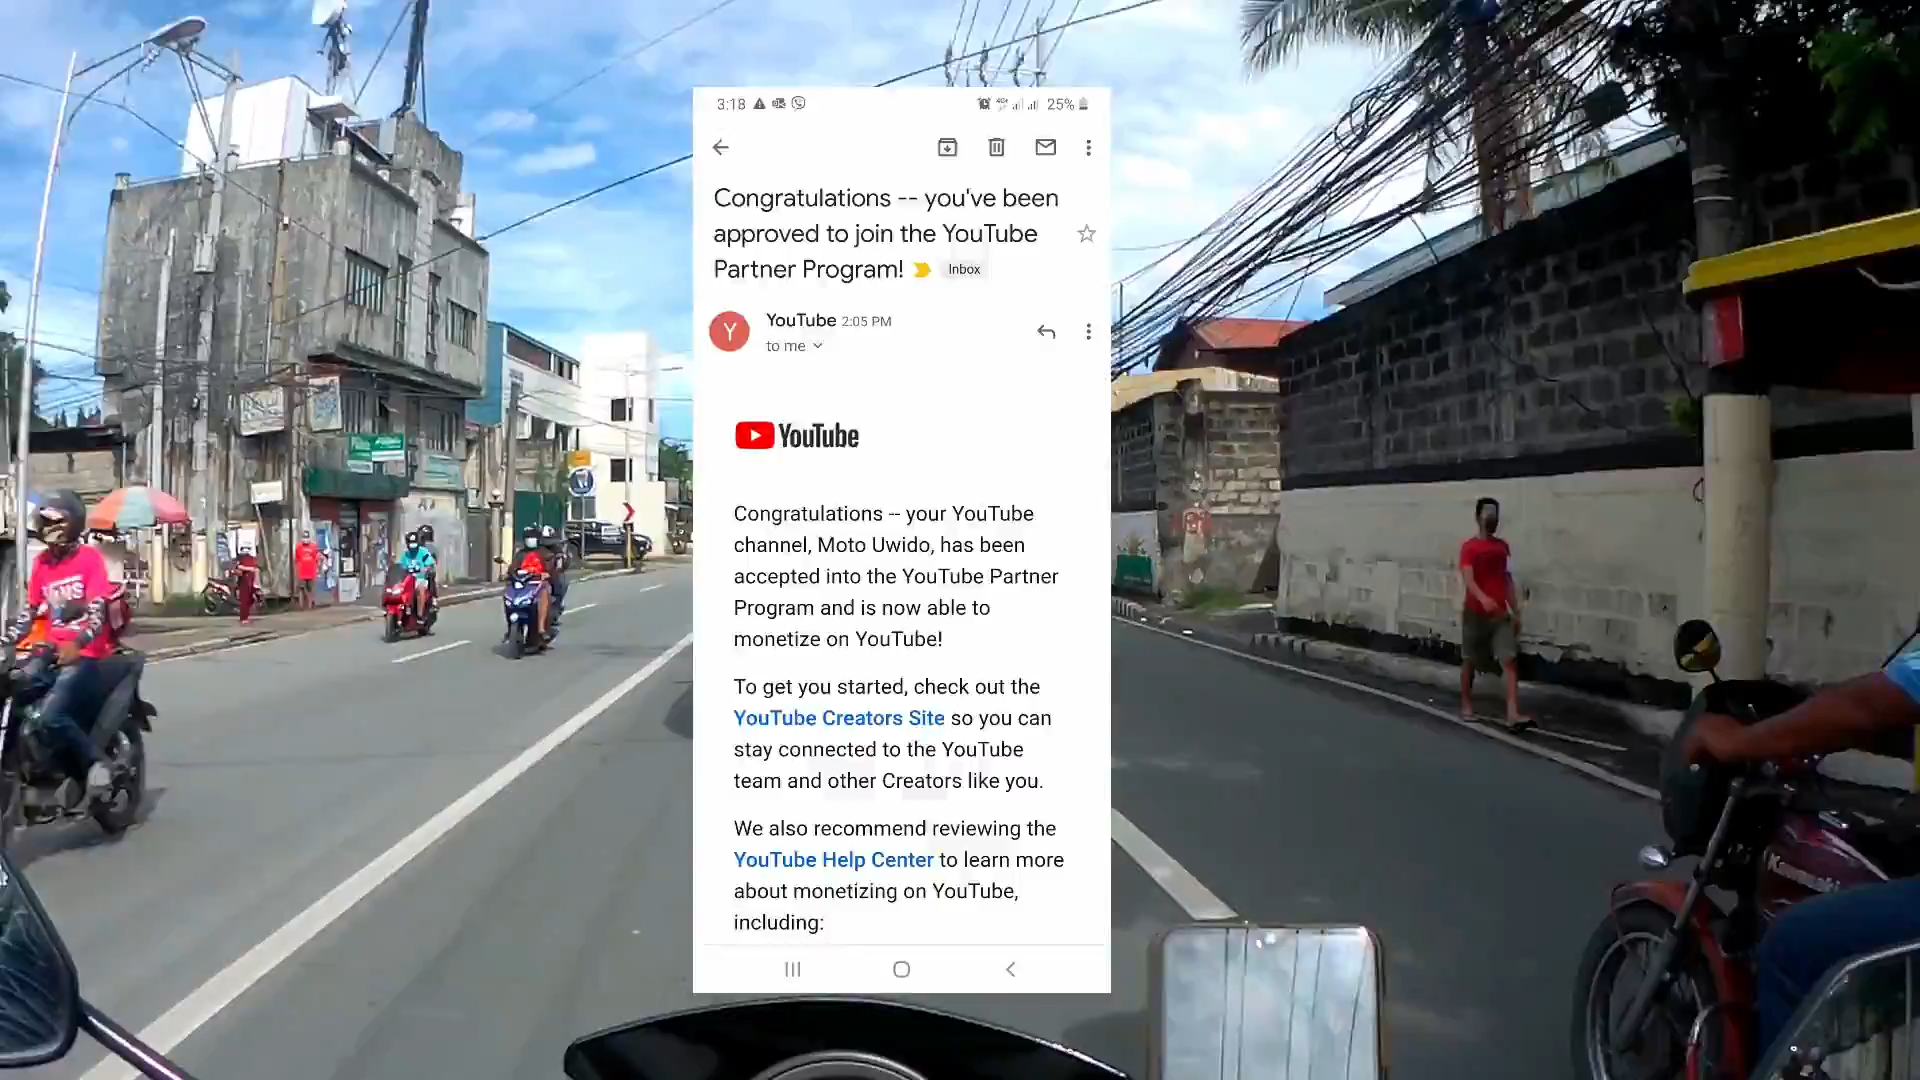 3:18
25%
Congratulations -- you've been
approved to join the YouTube
Partner Program!
Inbox
Y
YouTube 2:05 PM
to me
YouTube
Congratulations -- your YouTube
channel, Moto Uwido, has been
accepted into the YouTube Partner
Program and is now able to
monetize on YouTube!
To get you started, check out the
YouTube Creators Site so you can
stay connected to the YouTube
team and other Creators like you.
We also recommend reviewing the
YouTube Help Center to learn more
about monetizing on YouTube,
including:
Kawasaki